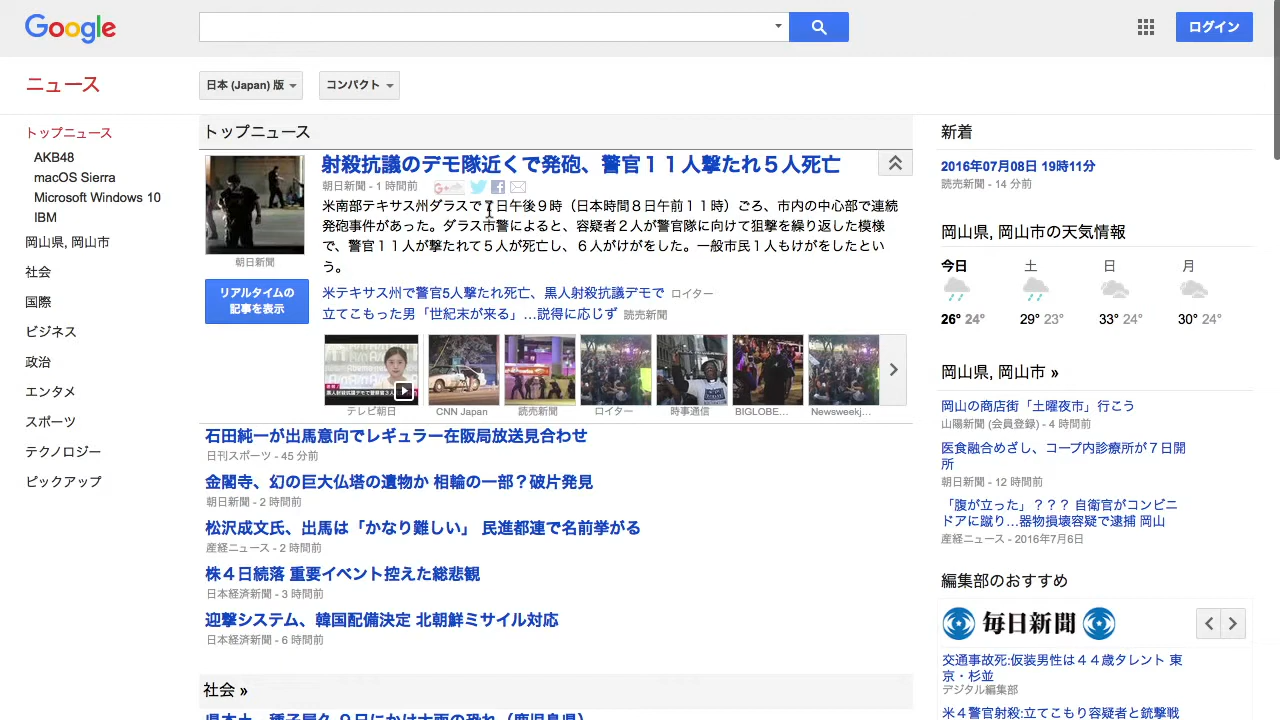 Google
ログイン
ニュース
日本 (Japan) 版
コンパクト
トップニュース
AKB48
macOS Sierra
Microsoft Windows 10
IBM
岡山県, 岡山市
社会
国際
ビジネス
政治
エンタメ
スポーツ
テクノロジー
ピックアップ
トップニュース
射殺抗議のデモ隊近くで発砲、警官１１人撃たれ５人死亡
朝日新聞 - 1 時間前
米南部テキサス州ダラスで７日午後９時（日本時間８日午前１１時）ごろ、市内の中心部で連続
発砲事件があった。ダラス市警によると、容疑者２人が警官隊に向けて狙撃を繰り返した模様
で、警官１１人が撃たれて５人が死亡し、６人がけがをした。一般市民１人もけがをしたとい
う。
朝日新聞
リアルタイムの
記事を表示
米テキサス州で警官5人撃たれ死亡、黒人射殺抗議デモで ロイター
立てこもった男「世紀末が来る」…説得に応じず 読売新聞
テレビ朝日
CNN Japan
読売新聞
ロイター
時事通信
BIGLOBE…
Newsweekj…
石田純一が出馬意向でレギュラー在阪局放送見合わせ
日刊スポーツ - 45 分前
金閣寺、幻の巨大仏塔の遺物か 相輪の一部？破片発見
朝日新聞 - 2 時間前
松沢成文氏、出馬は「かなり難しい」 民進都連で名前挙がる
産経ニュース - 2 時間前
株４日続落 重要イベント控えた総悲観
日本経済新聞 - 3 時間前
迎撃システム、韓国配備決定 北朝鮮ミサイル対応
日本経済新聞 - 6 時間前
社会 »
新着
2016年07月08日 19時11分
読売新聞 - 14 分前
岡山県, 岡山市の天気情報
今日 土 日 月
26° 24° 29° 23° 33° 24° 30° 24°
岡山県, 岡山市 »
岡山の商店街「土曜夜市」行こう
山陽新聞 (会員登録) - 4 時間前
医食融合めざし、コープ内診療所が７日開
所
朝日新聞 - 12 時間前
「腹が立った」？？？ 自衛官がコンビニ
ドアに蹴り…器物損壊容疑で逮捕 岡山
産経ニュース - 2016年7月6日
編集部のおすすめ
毎日新聞
交通事故死:仮装男性は４４歳タレント 東
京・杉並
デジタル編集部
米４警官射殺:立てこもり容疑者と銃撃戦